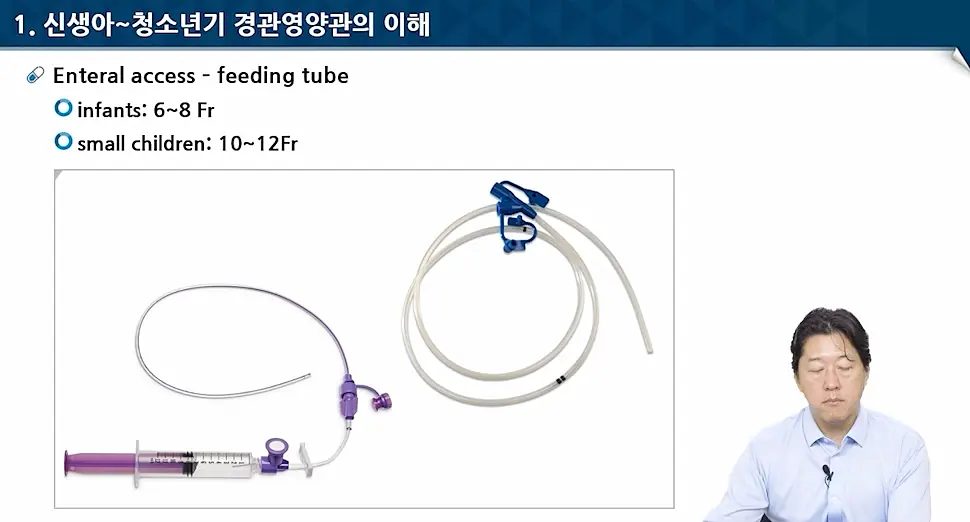 1. 신생아~청소년기 경관영양관의 이해
Enteral access - feeding tube
infants: 6~8 Fr
small children: 10~12Fr